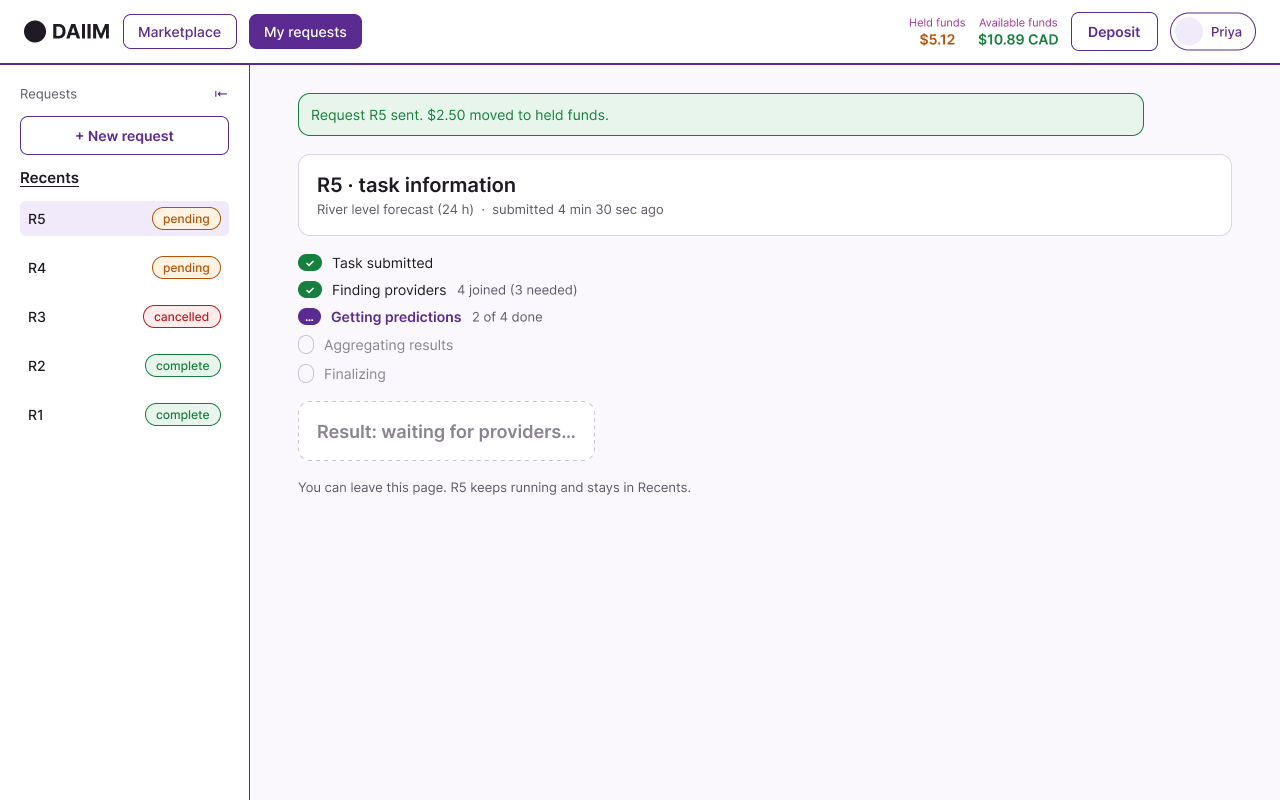 DAIIM
Marketplace
My requests
Held funds
$5.12
Available funds
$10.89 CAD
Deposit
Priya
Requests
+ New request
Recents
R5 pending
R4 pending
R3 cancelled
R2 complete
R1 complete
Request R5 sent. $2.50 moved to held funds.
R5 · task information
River level forecast (24 h) · submitted 4 min 30 sec ago
Task submitted
Finding providers 4 joined (3 needed)
... Getting predictions 2 of 4 done
Aggregating results
Finalizing
Result: waiting for providers...
You can leave this page. R5 keeps running and stays in Recents.